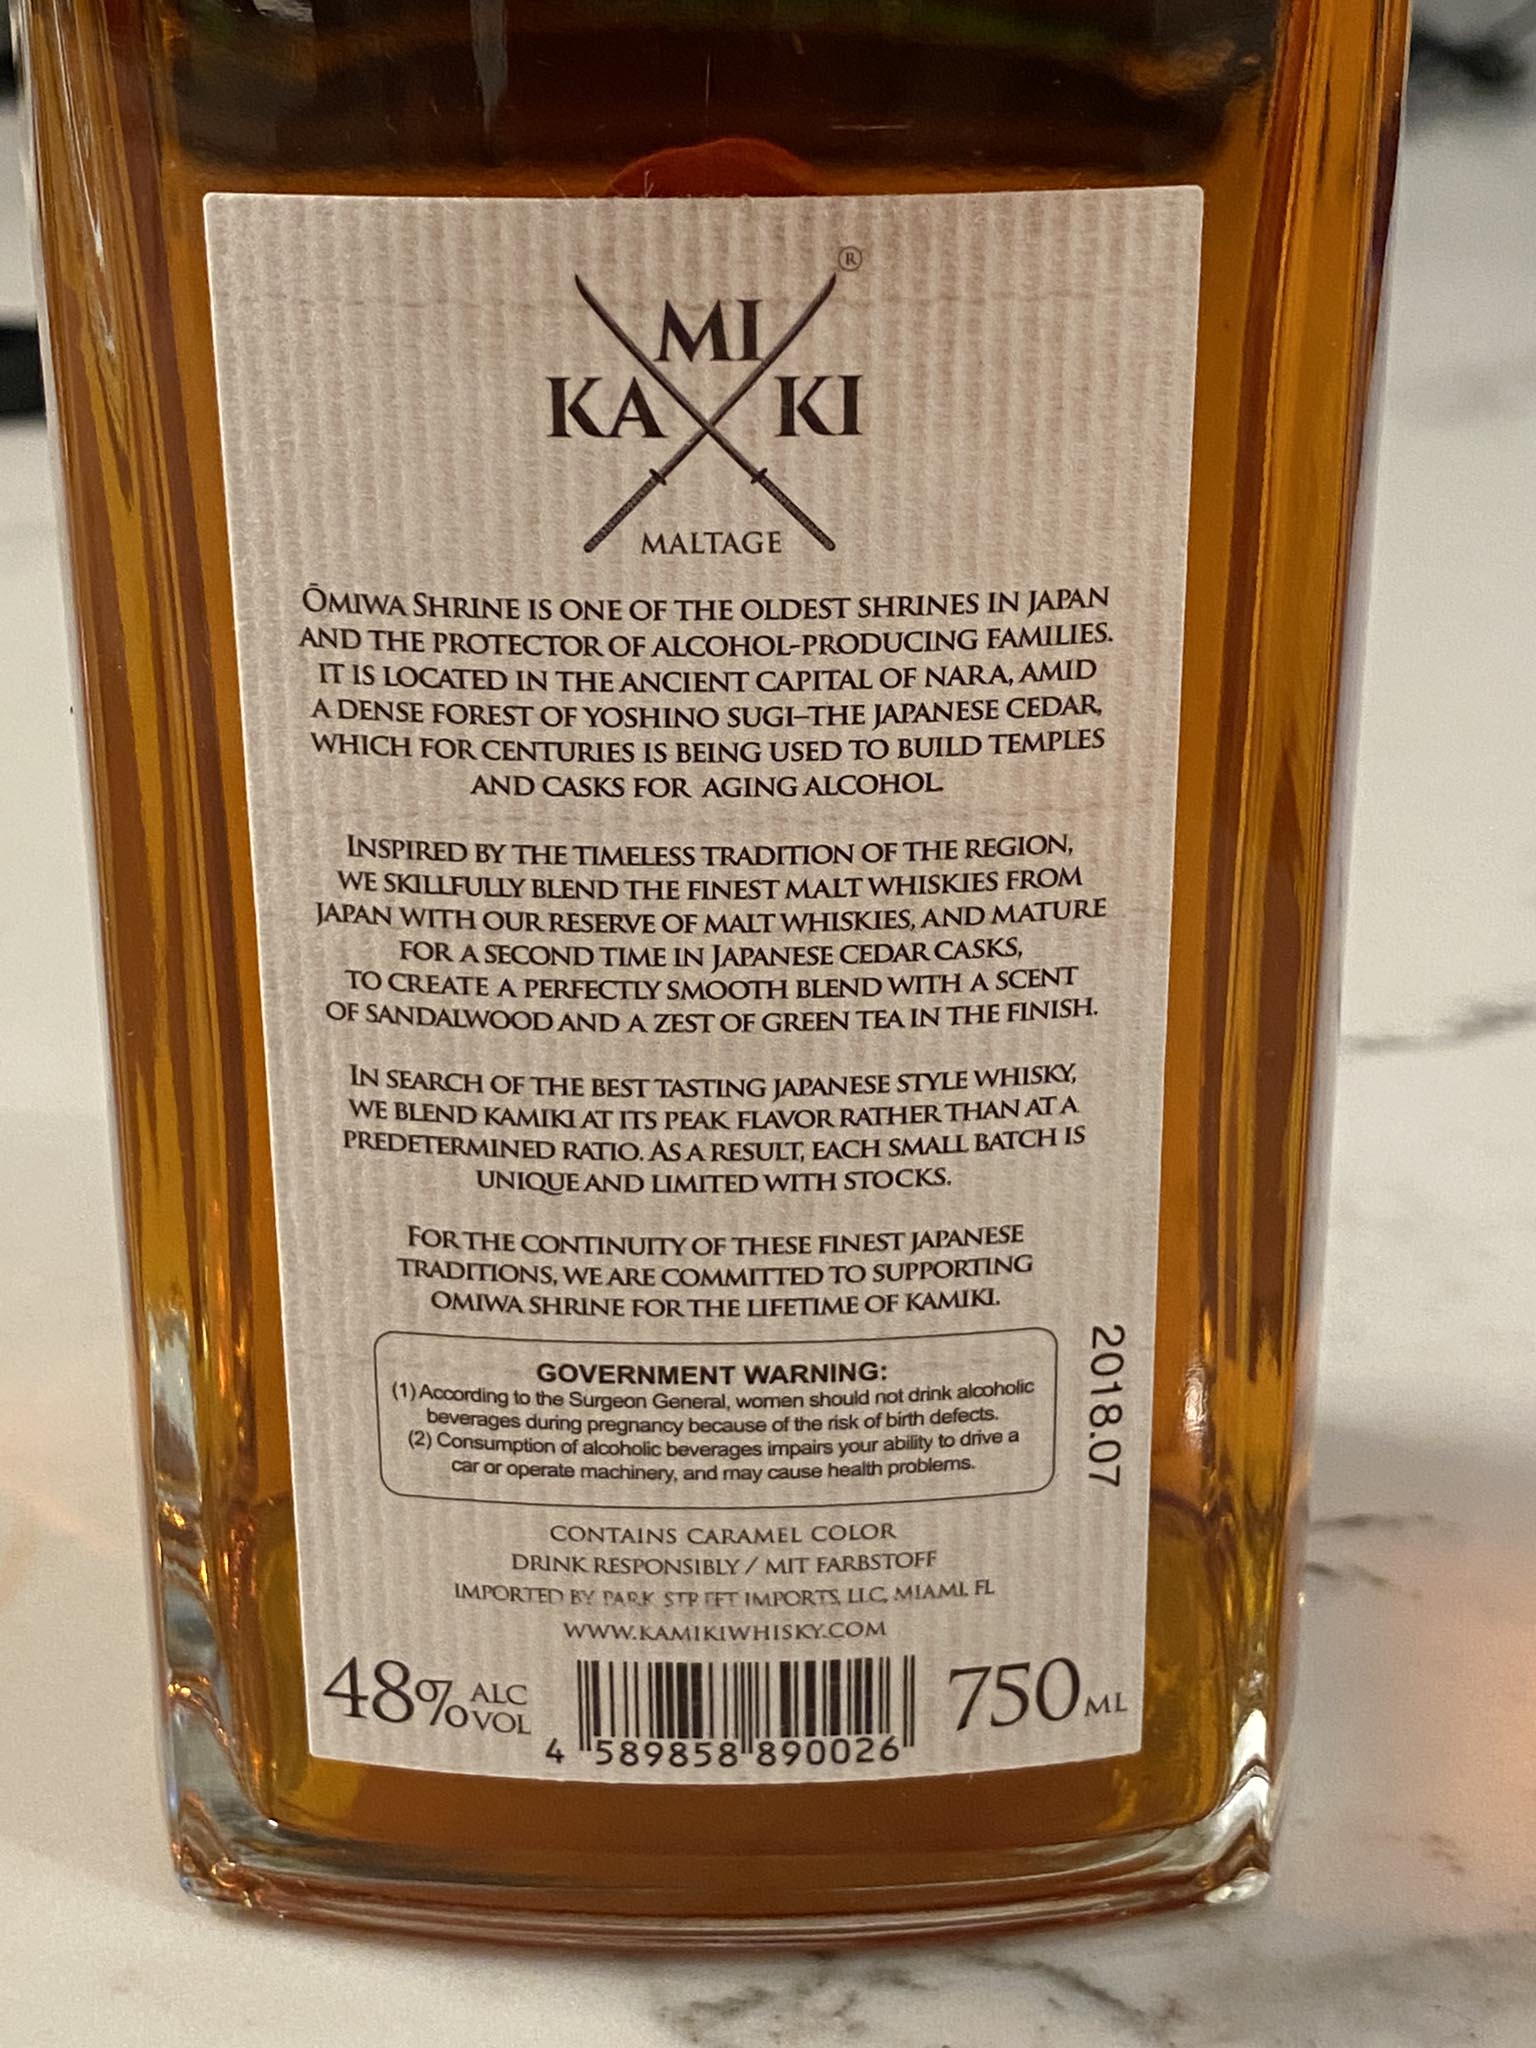 ®
MI
KA KI
MALTAGE
ŌMIWA SHRINE IS ONE OF THE OLDEST SHRINES IN JAPAN
AND THE PROTECTOR OF ALCOHOL-PRODUCING FAMILIES.
IT IS LOCATED IN THE ANCIENT CAPITAL OF NARA, AMID
A DENSE FOREST OF YOSHINO SUGI–THE JAPANESE CEDAR,
WHICH FOR CENTURIES IS BEING USED TO BUILD TEMPLES
AND CASKS FOR AGING ALCOHOL.
INSPIRED BY THE TIMELESS TRADITION OF THE REGION,
WE SKILLFULLY BLEND THE FINEST MALT WHISKIES FROM
JAPAN WITH OUR RESERVE OF MALT WHISKIES, AND MATURE
FOR A SECOND TIME IN JAPANESE CEDAR CASKS,
TO CREATE A PERFECTLY SMOOTH BLEND WITH A SCENT
OF SANDALWOOD AND A ZEST OF GREEN TEA IN THE FINISH.
IN SEARCH OF THE BEST TASTING JAPANESE STYLE WHISKY,
WE BLEND KAMIKI AT ITS PEAK FLAVOR RATHER THAN AT A
PREDETERMINED RATIO. AS A RESULT, EACH SMALL BATCH IS
UNIQUE AND LIMITED WITH STOCKS.
FOR THE CONTINUITY OF THESE FINEST JAPANESE
TRADITIONS, WE ARE COMMITTED TO SUPPORTING
OMIWA SHRINE FOR THE LIFETIME OF KAMIKI.
GOVERNMENT WARNING:
(1) According to the Surgeon General, women should not drink alcoholic
beverages during pregnancy because of the risk of birth defects.
(2) Consumption of alcoholic beverages impairs your ability to drive a
car or operate machinery, and may cause health problems.
2018.07
CONTAINS CARAMEL COLOR
DRINK RESPONSIBLY / MIT FARBSTOFF
IMPORTED BY PARK STREET IMPORTS, LLC, MIAMI, FL
WWW.KAMIKIWHISKY.COM
48% ALC VOL
4 589858 890026
750 ML